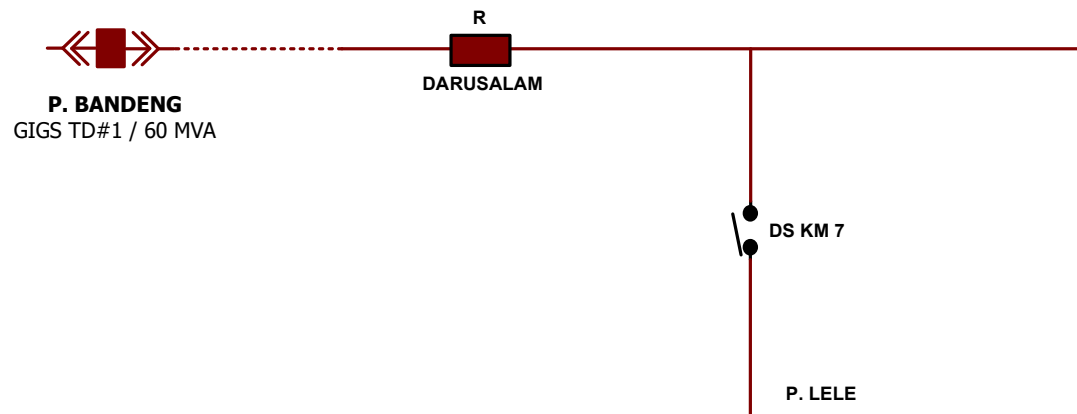 R
DARUSALAM
P. BANDENG
GIGS TD#1 / 60 MVA
DS KM 7
P. LELE